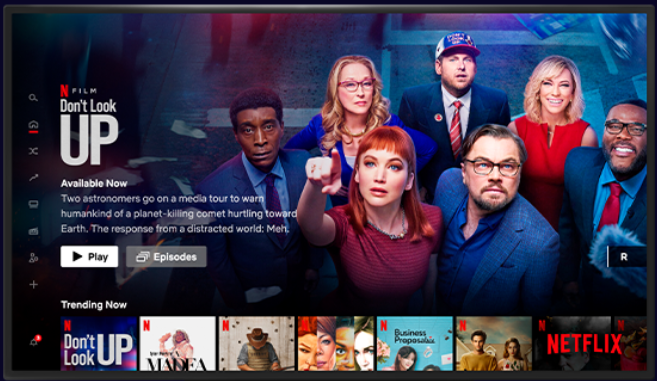 N FILM
Don't Look
UP
Available Now
Two astronomers go on a media tour to warn
humankind of a planet-killing comet hurtling toward
Earth. The response from a distracted world: Meh.
Play
Episodes
R
Trending Now
N
Don't
Look UP
N
MADEA
N
N
N
Business
Proposal
N
N
NETFLIX
N